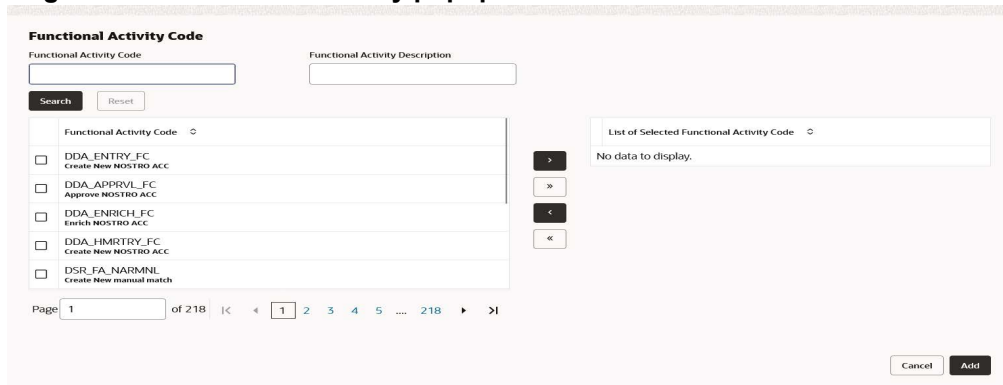 Functional Activity Code
Functional Activity Code Functional Activity Description
Search Reset
Functional Activity Code
List of Selected Functional Activity Code
No data to display.
DDA_ENTRY_FC
Create New NOSTRO ACC
DDA_APPRVL_FC
Approve NOSTRO ACC
DDA_ENRICH_FC
Enrich NOSTRO ACC
DDA_HMRTRY_FC
Create New NOSTRO ACC
DSR_FA_NARMNL
Create New manual match
>
»
<
«
Page 1 of 218 1 2 3 4 5 .... 218
Cancel Add